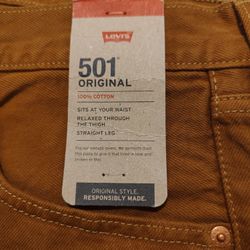 Levi's
501®
ORIGINAL
100% COTTON
SITS AT YOUR WAIST
RELAXED THROUGH
THE THIGH
STRAIGHT LEG
ORIGINAL STYLE.
RESPONSIBLY MADE.